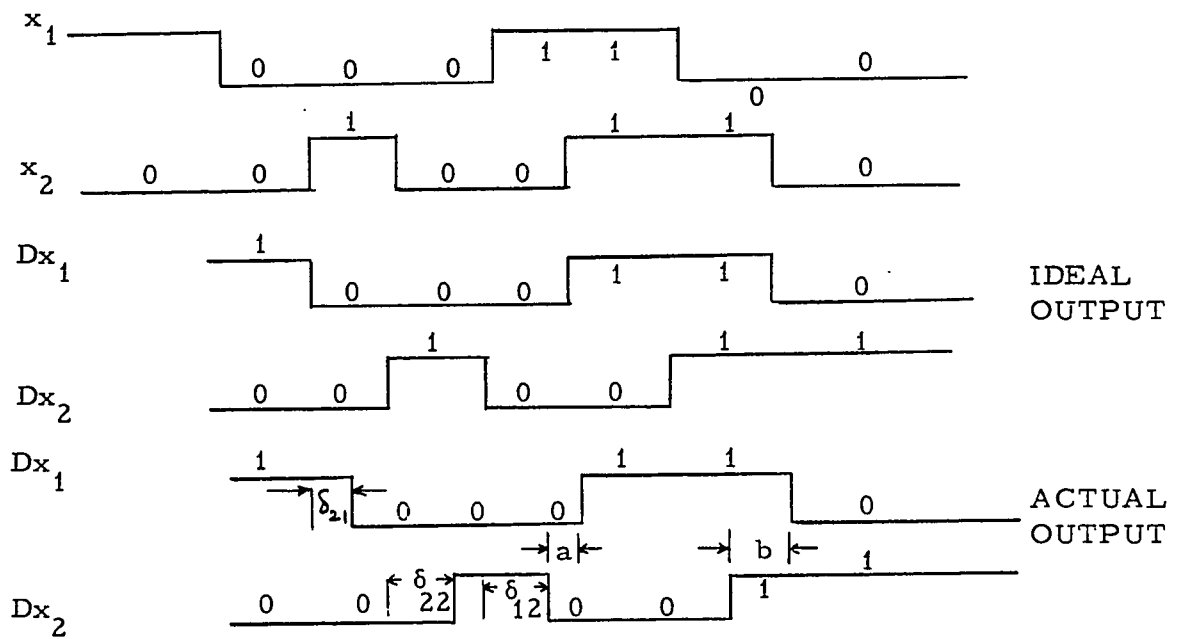 x1
0 0 0 1 1 0 0
x2
0 0 1 0 0 1 1 0
Dx1
1 0 0 0 1 1 0
IDEAL
OUTPUT
Dx2
0 0 1 0 0 1 1
Dx1
1 δ21 0 0 0 1 1 0
ACTUAL
OUTPUT
a b
Dx2
0 0 δ22 δ12 0 0 1 1